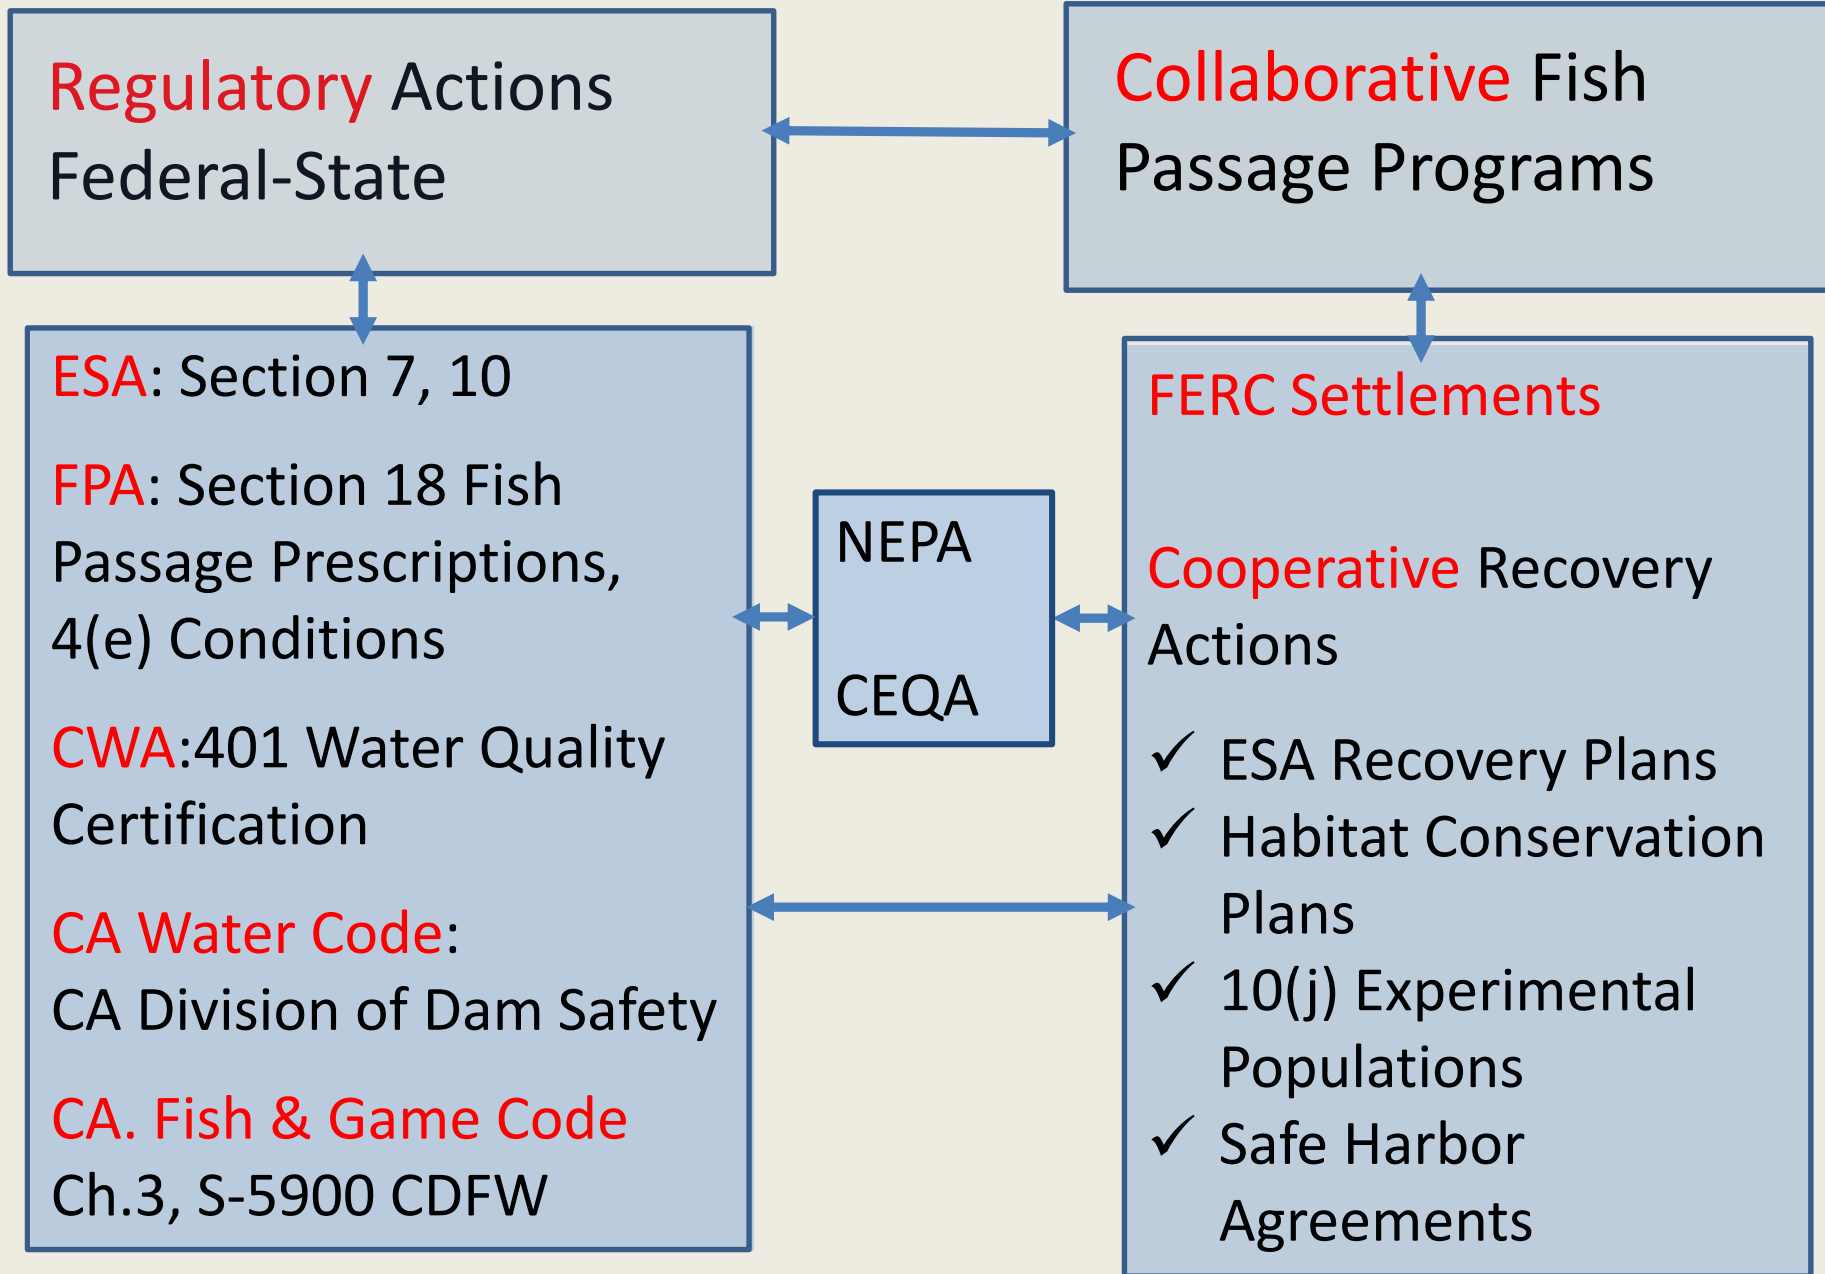 Regulatory Actions
Federal-State
Collaborative Fish
Passage Programs
ESA: Section 7, 10
FPA: Section 18 Fish
Passage Prescriptions,
4(e) Conditions
CWA:401 Water Quality
Certification
CA Water Code:
CA Division of Dam Safety
CA. Fish & Game Code
Ch.3, S-5900 CDFW
NEPA
CEQA
FERC Settlements
Cooperative Recovery
Actions
✓ ESA Recovery Plans
✓ Habitat Conservation
Plans
✓ 10(j) Experimental
Populations
✓ Safe Harbor
Agreements